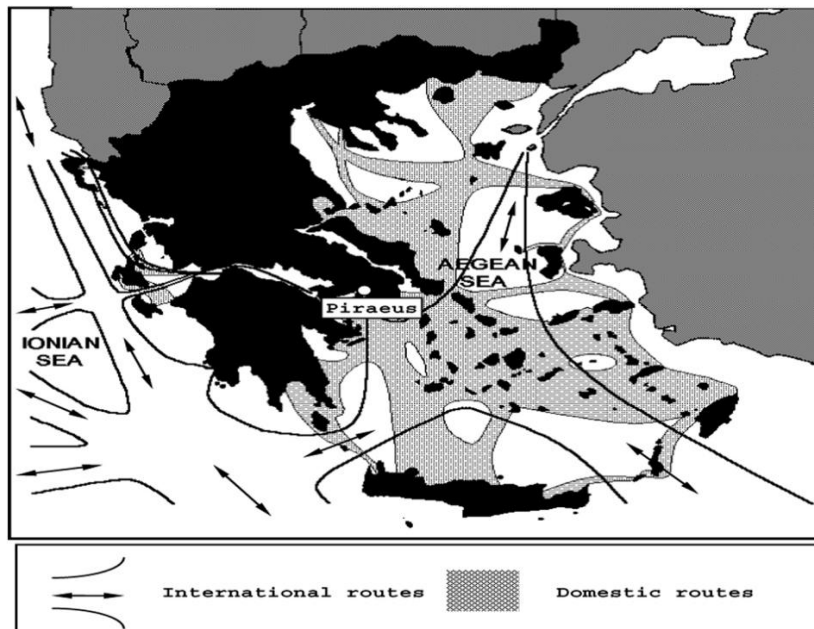 AEGEAN
SEA
Piraeus
IONIAN
SEA
International routes
Domestic routes